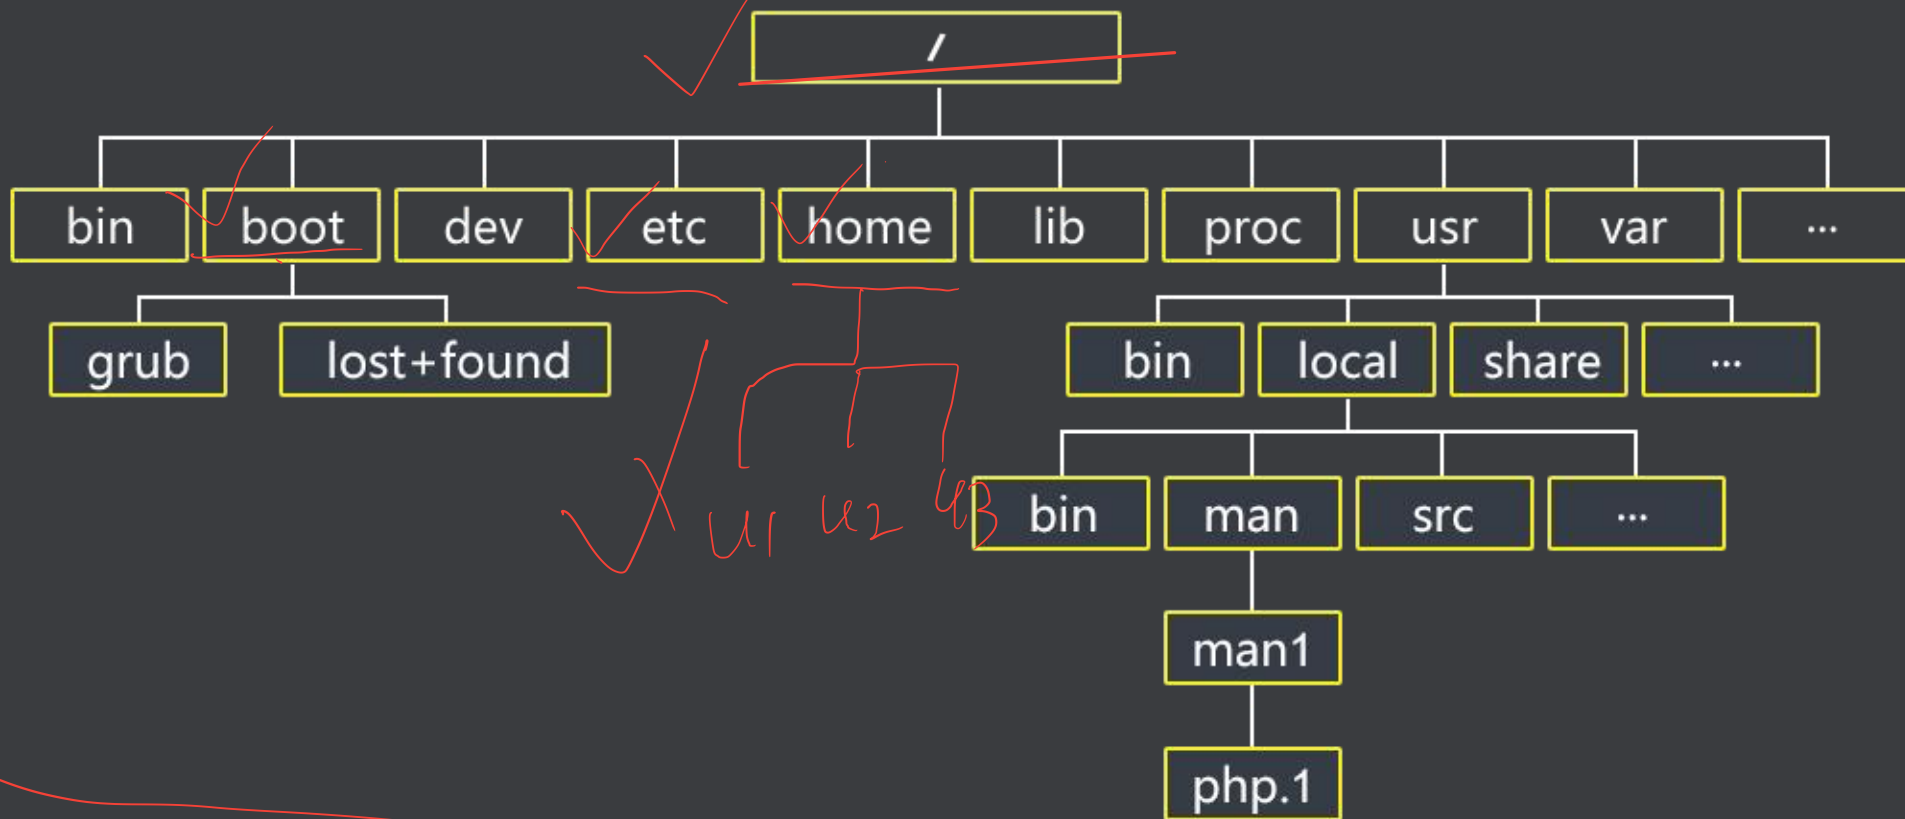 /
bin boot dev etc home lib proc usr var ...
grub lost+found bin local share ...
u1 u2 u3 bin man src ...
man1
php.1